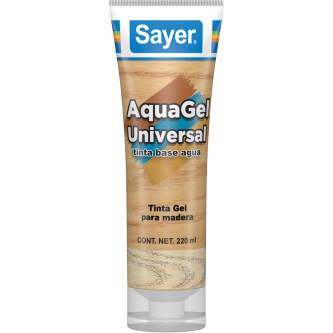 Sayer®
AquaGel
Universal
tinta base agua
Tinta Gel
para madera
CONT. NET. 220 ml